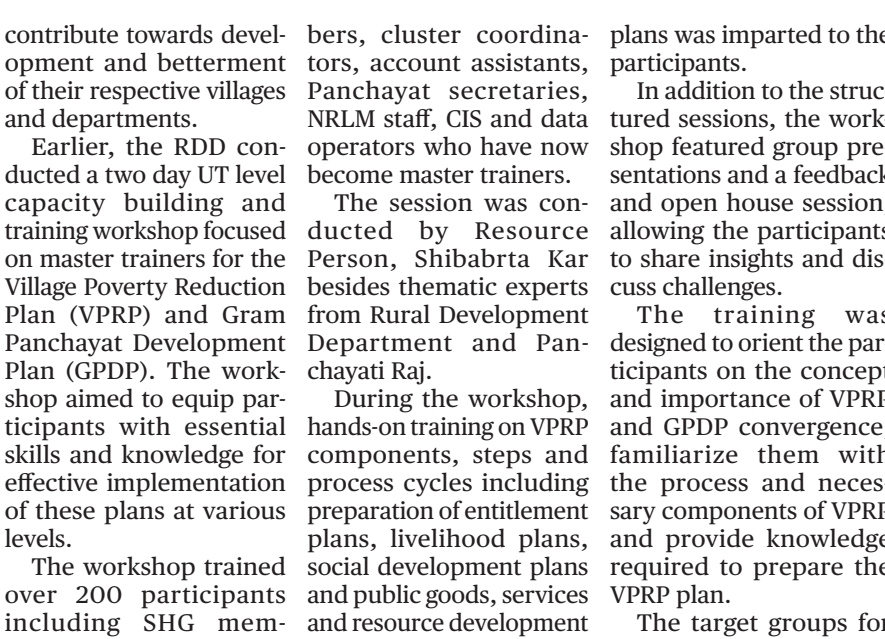 contribute towards devel-
opment and betterment
of their respective villages
and departments.
Earlier, the RDD con-
ducted a two day UT level
capacity building and
training workshop focused
on master trainers for the
Village Poverty Reduction
Plan (VPRP) and Gram
Panchayat Development
Plan (GPDP). The work-
shop aimed to equip par-
ticipants with essential
skills and knowledge for
effective implementation
of these plans at various
levels.
The workshop trained
over 200 participants
including SHG mem-
bers, cluster coordina-
tors, account assistants,
Panchayat secretaries,
NRLM staff, CIS and data
operators who have now
become master trainers.
The session was con-
ducted by Resource
Person, Shibabrta Kar
besides thematic experts
from Rural Development
Department and Pan-
chayati Raj.
During the workshop,
hands-on training on VPRP
components, steps and
process cycles including
preparation of entitlement
plans, livelihood plans,
social development plans
and public goods, services
and resource development
plans was imparted to the
participants.
In addition to the struc
tured sessions, the work
shop featured group pre
sentations and a feedback
and open house session
allowing the participants
to share insights and dis
cuss challenges.
The training was
designed to orient the par
ticipants on the concept
and importance of VPRP
and GPDP convergence
familiarize them with
the process and neces
sary components of VPRP
and provide knowledge
required to prepare the
VPRP plan.
The target groups for